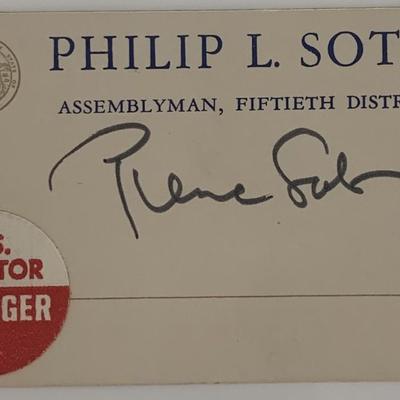 PHILIP L. SOT
ASSEMBLYMAN, FIFTIETH DISTR
S.
TOR
GER